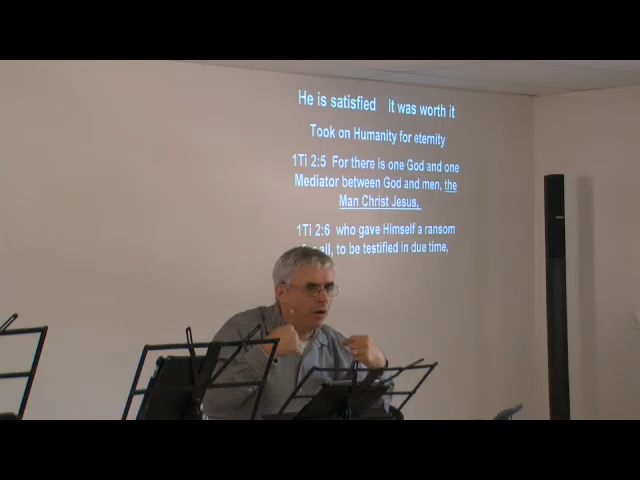 He is satisfied It was worth it
Took on Humanity for eternity
1Ti 2:5 For there is one God and one
Mediator between God and men, the
Man Christ Jesus,
1Ti 2:6 who gave Himself a ransom
all, to be testified in due time,